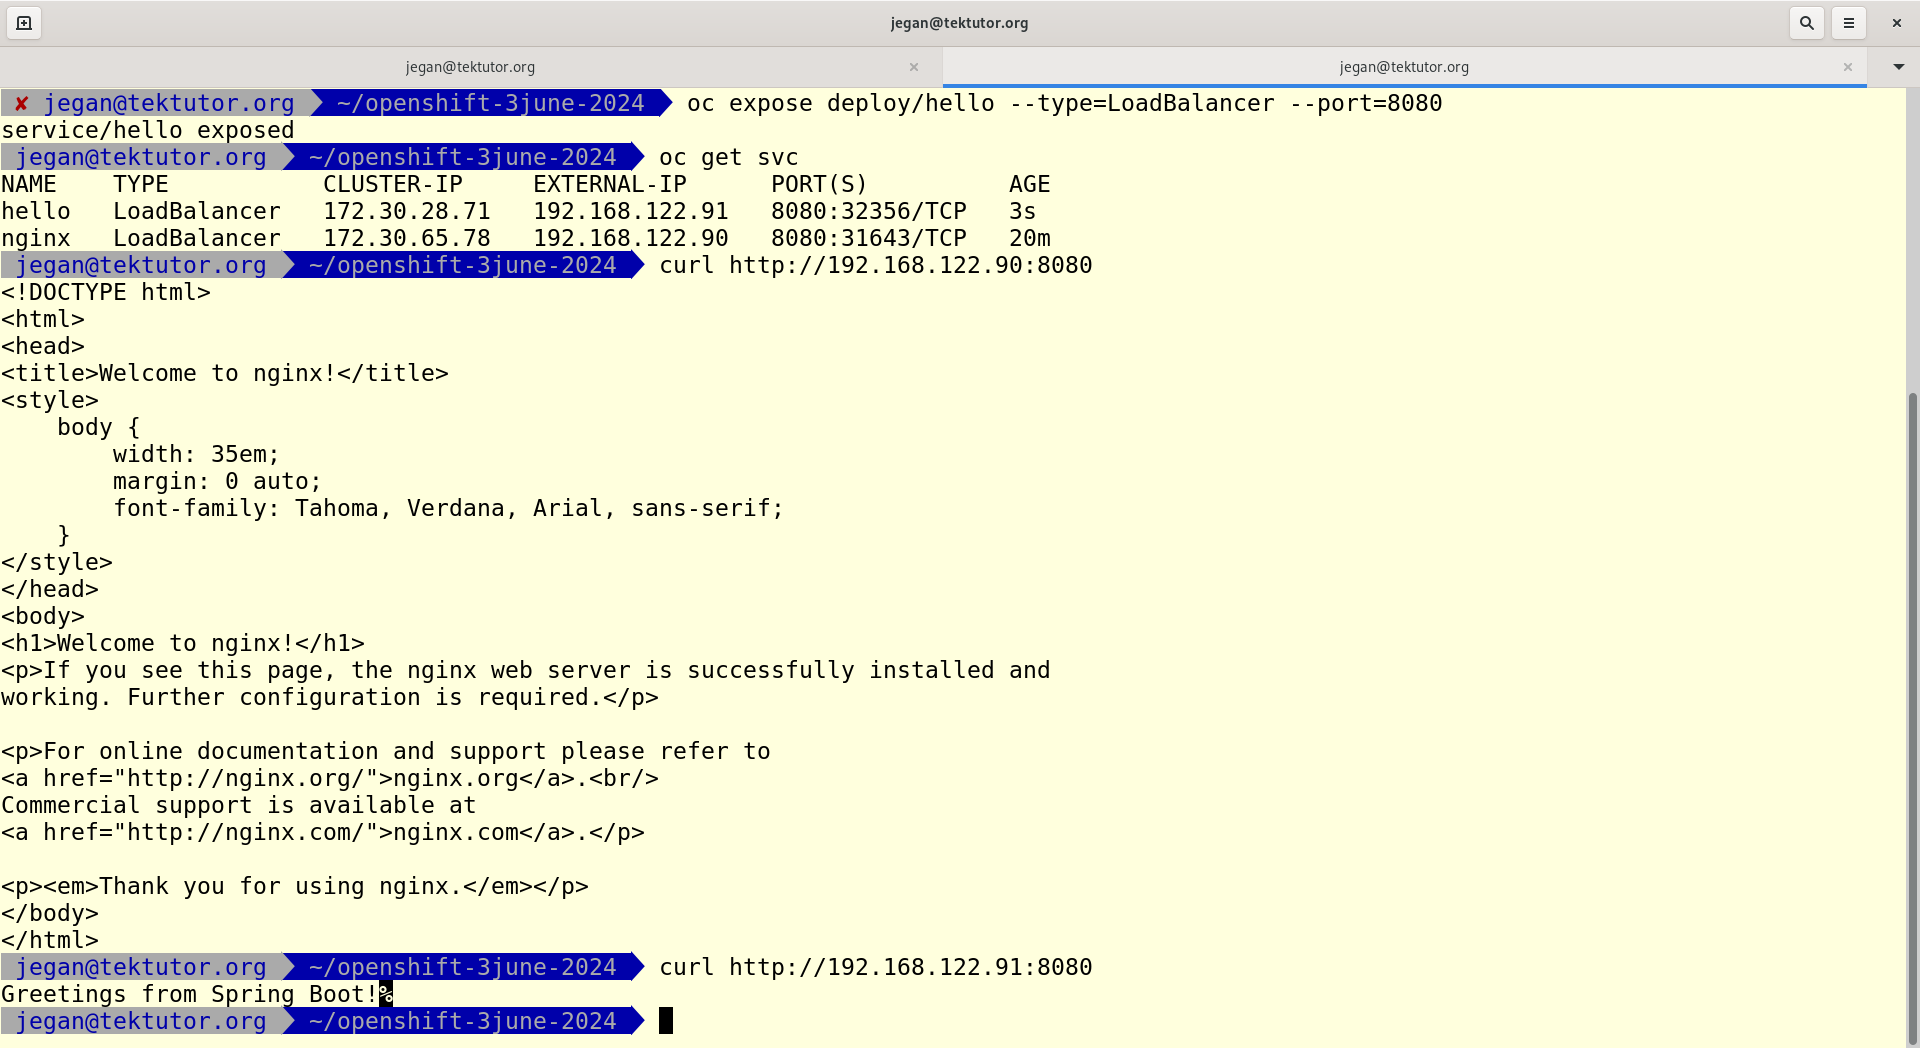 jegan@tektutor.org
jegan@tektutor.org × jegan@tektutor.org ×
✘ jegan@tektutor.org ~/openshift-3june-2024 oc expose deploy/hello --type=LoadBalancer --port=8080
service/hello exposed
jegan@tektutor.org ~/openshift-3june-2024 oc get svc
NAME    TYPE           CLUSTER-IP     EXTERNAL-IP      PORT(S)          AGE
hello   LoadBalancer   172.30.28.71   192.168.122.91   8080:32356/TCP   3s
nginx   LoadBalancer   172.30.65.78   192.168.122.90   8080:31643/TCP   20m
jegan@tektutor.org ~/openshift-3june-2024 curl http://192.168.122.90:8080
<!DOCTYPE html>
<html>
<head>
<title>Welcome to nginx!</title>
<style>
    body {
        width: 35em;
        margin: 0 auto;
        font-family: Tahoma, Verdana, Arial, sans-serif;
    }
</style>
</head>
<body>
<h1>Welcome to nginx!</h1>
<p>If you see this page, the nginx web server is successfully installed and
working. Further configuration is required.</p>

<p>For online documentation and support please refer to
<a href="http://nginx.org/">nginx.org</a>.<br/>
Commercial support is available at
<a href="http://nginx.com/">nginx.com</a>.</p>

<p><em>Thank you for using nginx.</em></p>
</body>
</html>
jegan@tektutor.org ~/openshift-3june-2024 curl http://192.168.122.91:8080
Greetings from Spring Boot!%
jegan@tektutor.org ~/openshift-3june-2024